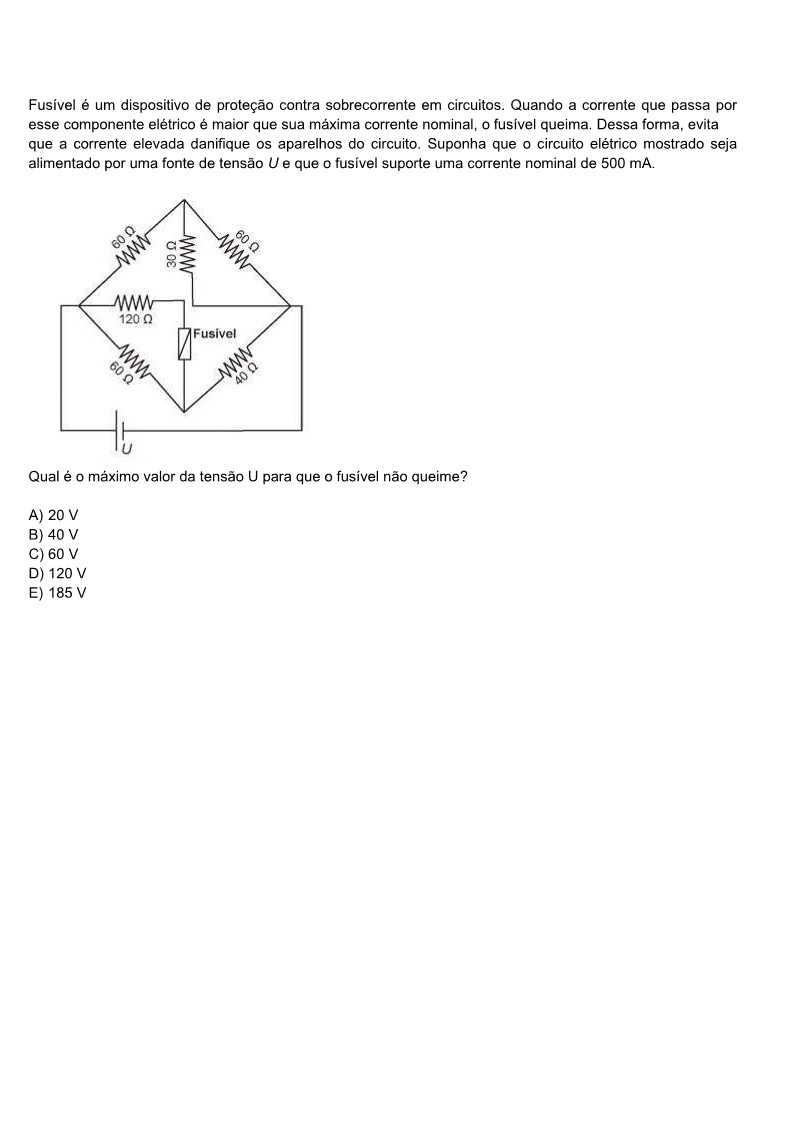 Fusível é um dispositivo de proteção contra sobrecorrente em circuitos. Quando a corrente que passa por
esse componente elétrico é maior que sua máxima corrente nominal, o fusível queima. Dessa forma, evita
que a corrente elevada danifique os aparelhos do circuito. Suponha que o circuito elétrico mostrado seja
alimentado por uma fonte de tensão U e que o fusível suporte uma corrente nominal de 500 mA.
60 Ω
30 Ω
60 Ω
120 Ω
Fusível
60 Ω
40 Ω
U
Qual é o máximo valor da tensão U para que o fusível não queime?
A) 20 V
B) 40 V
C) 60 V
D) 120 V
E) 185 V